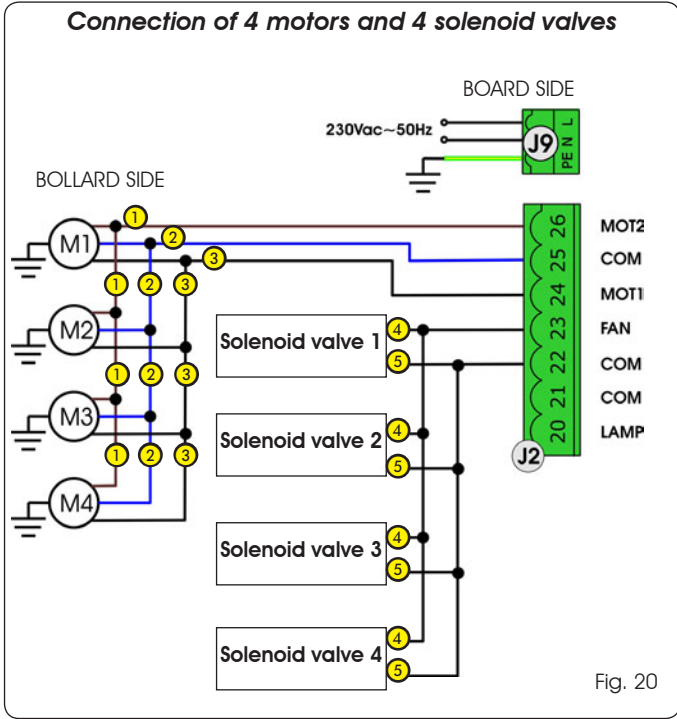 Connection of 4 motors and 4 solenoid valves
BOARD SIDE
230Vac~50Hz
J9
PE N L
BOLLARD SIDE
M1
M2
M3
M4
1
2
3
1
2
3
1
2
3
1
2
3
26 MOT2
25 COM
24 MOT1
23 FAN
22 COM
21 COM
20 LAMP
J2
Solenoid valve 1
4
5
Solenoid valve 2
4
5
Solenoid valve 3
4
5
Solenoid valve 4
4
5
Fig. 20